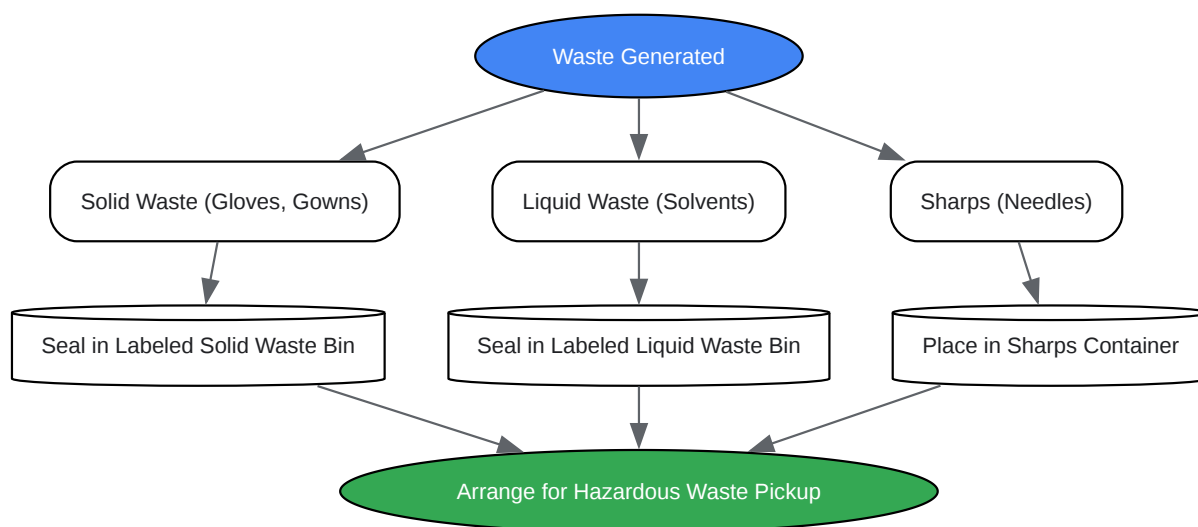 Waste Generated
Solid Waste (Gloves, Gowns)
Liquid Waste (Solvents)
Sharps (Needles)
Seal in Labeled Solid Waste Bin
Seal in Labeled Liquid Waste Bin
Place in Sharps Container
Arrange for Hazardous Waste Pickup